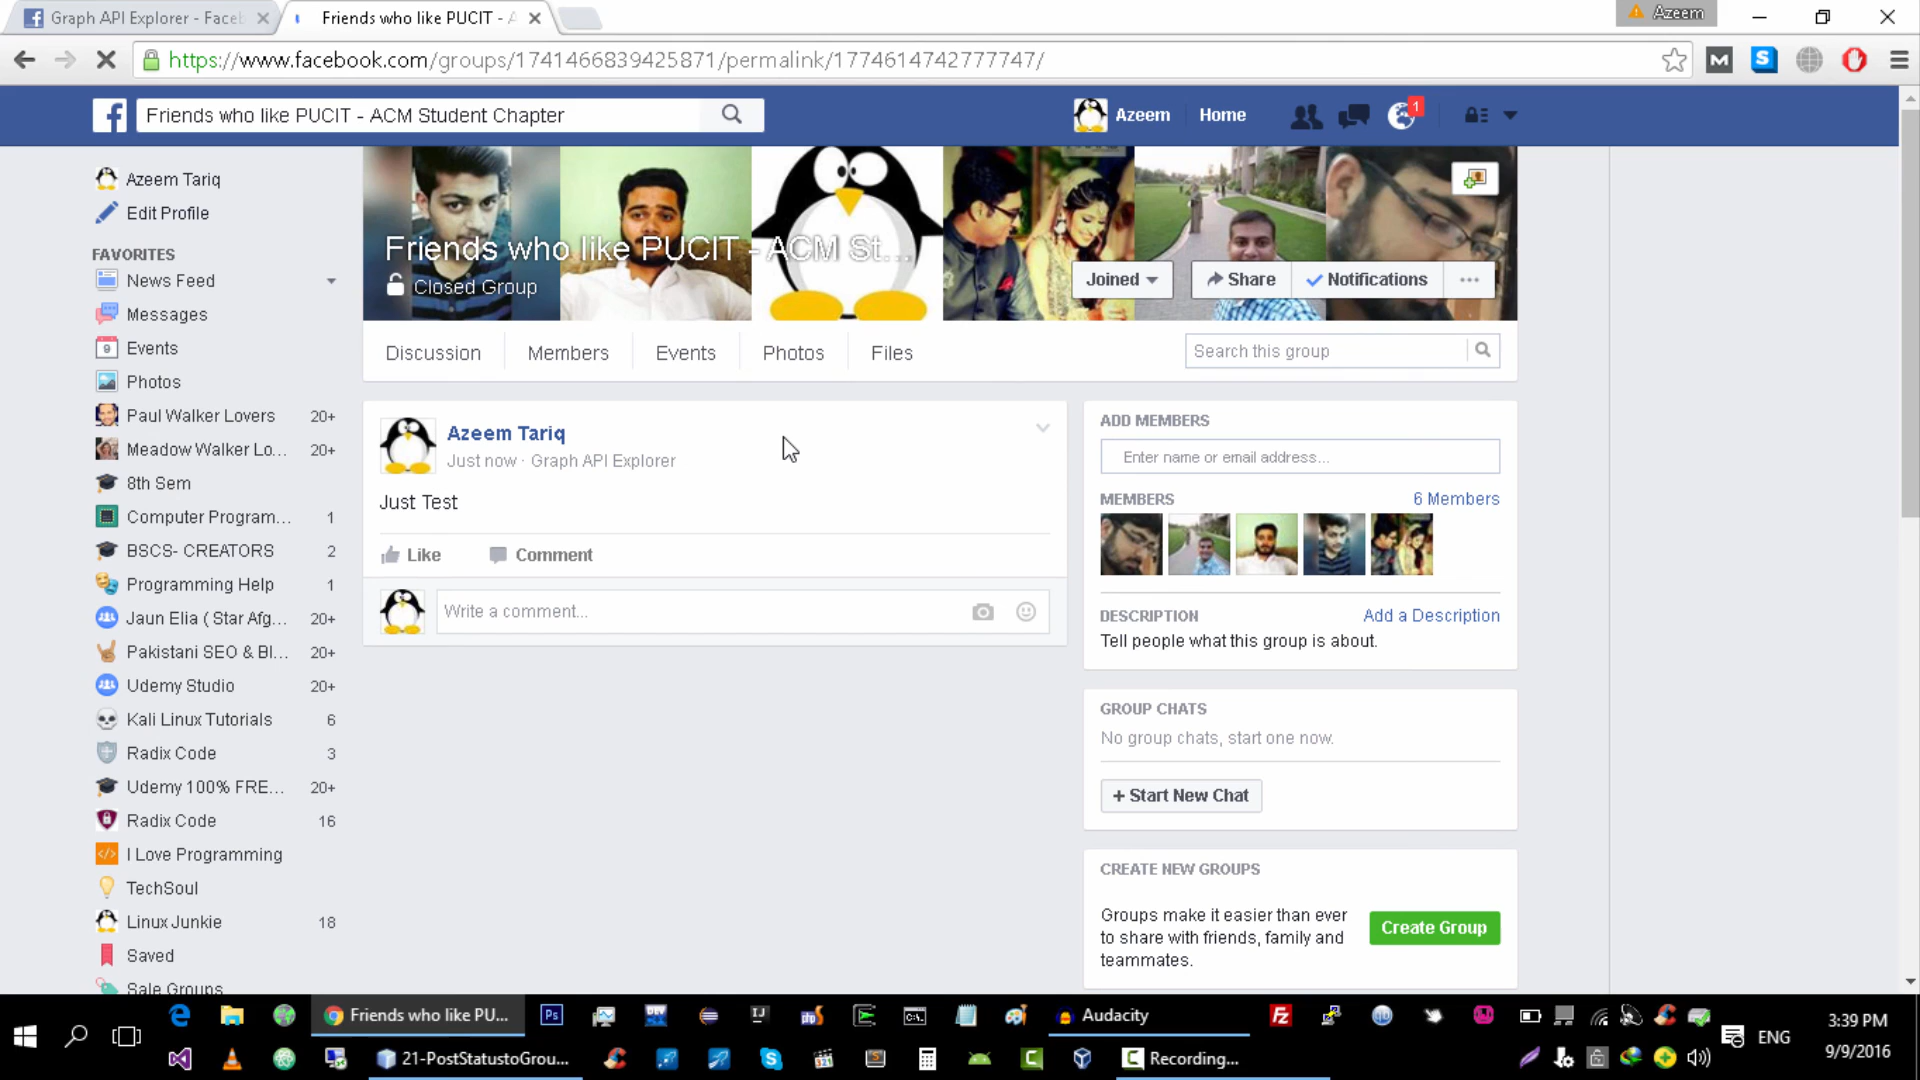 Graph API Explorer - Faceb
Friends who like PUCIT - A
Azeem
https://www.facebook.com/groups/1741466839425871/permalink/1774614742777747/
Friends who like PUCIT - ACM Student Chapter
Azeem
Home
1
Azeem Tariq
Edit Profile
FAVORITES
News Feed
Messages
Events
Photos
Paul Walker Lovers 20+
Meadow Walker Lo... 20+
8th Sem
Computer Program... 1
BSCS- CREATORS 2
Programming Help 1
Jaun Elia ( Star Afg... 20+
Pakistani SEO & Bl... 20+
Udemy Studio 20+
Kali Linux Tutorials 6
Radix Code 3
Udemy 100% FRE... 20+
Radix Code 16
I Love Programming
TechSoul
Linux Junkie 18
Saved
Sale Groups
Friends who like PUCIT - ACM St...
Closed Group
Joined
Share
Notifications
Discussion
Members
Events
Photos
Files
Search this group
Azeem Tariq
Just now · Graph API Explorer
Just Test
Like
Comment
Write a comment...
ADD MEMBERS
Enter name or email address...
MEMBERS
6 Members
DESCRIPTION
Add a Description
Tell people what this group is about.
GROUP CHATS
No group chats, start one now.
+ Start New Chat
CREATE NEW GROUPS
Groups make it easier than ever
to share with friends, family and
teammates.
Create Group
Friends who like PU...
Audacity
21-PostStatustoGrou...
Recording...
ENG
3:39 PM
9/9/2016